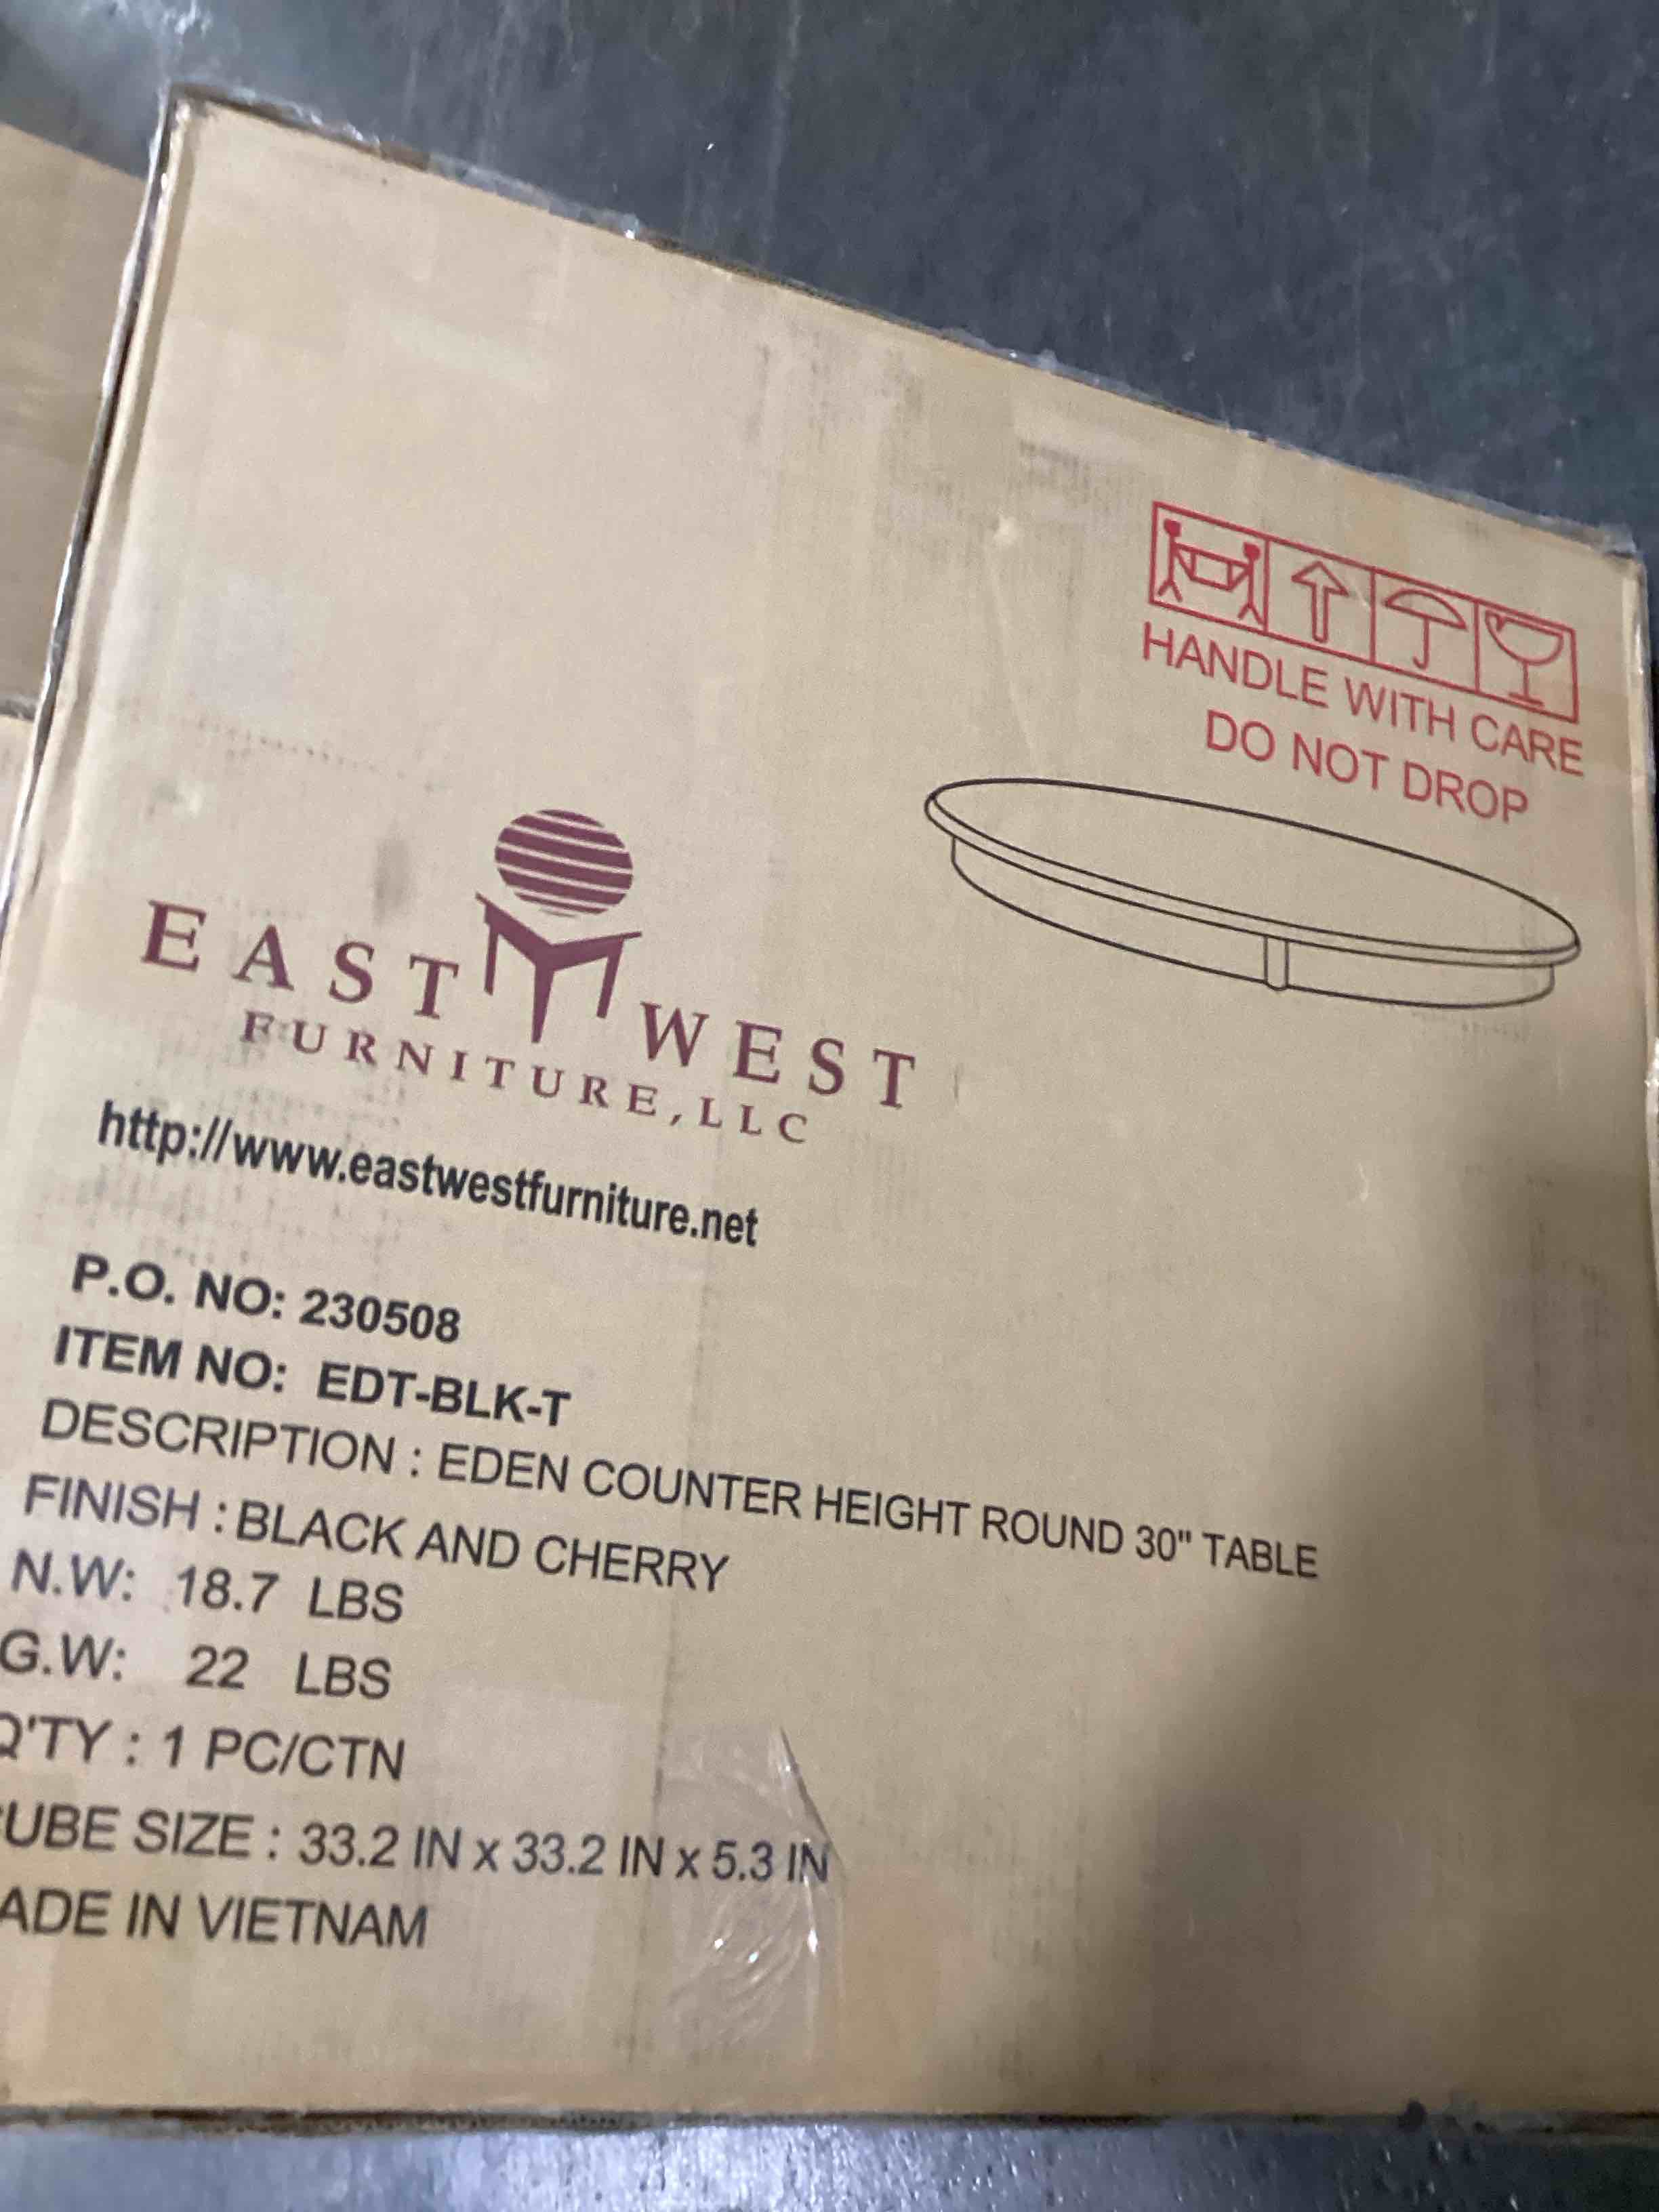 HANDLE WITH CARE
DO NOT DROP
EAST WEST
FURNITURE, LLC
http://www.eastwestfurniture.net
P.O. NO: 230508
ITEM NO: EDT-BLK-T
DESCRIPTION : EDEN COUNTER HEIGHT ROUND 30" TABLE
FINISH : BLACK AND CHERRY
N.W: 18.7 LBS
G.W: 22 LBS
Q'TY : 1 PC/CTN
UBE SIZE : 33.2 IN x 33.2 IN x 5.3 IN
ADE IN VIETNAM